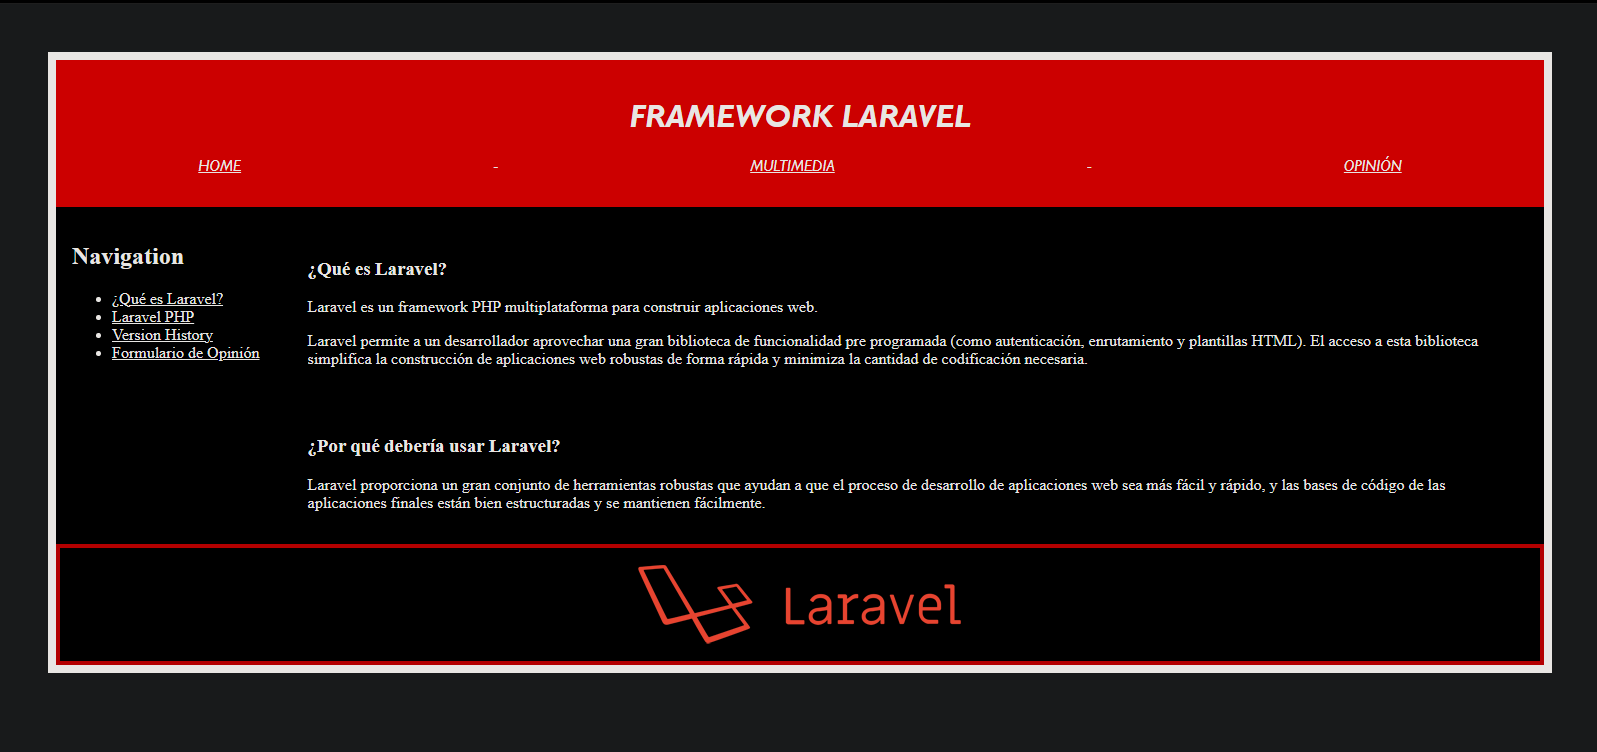 FRAMEWORK LARAVEL
HOME - MULTIMEDIA - OPINIÓN
Navigation
¿Qué es Laravel?
Laravel PHP
Version History
Formulario de Opinión
¿Qué es Laravel?
Laravel es un framework PHP multiplataforma para construir aplicaciones web.
Laravel permite a un desarrollador aprovechar una gran biblioteca de funcionalidad pre programada (como autenticación, enrutamiento y plantillas HTML). El acceso a esta biblioteca
simplifica la construcción de aplicaciones web robustas de forma rápida y minimiza la cantidad de codificación necesaria.
¿Por qué debería usar Laravel?
Laravel proporciona un gran conjunto de herramientas robustas que ayudan a que el proceso de desarrollo de aplicaciones web sea más fácil y rápido, y las bases de código de las
aplicaciones finales están bien estructuradas y se mantienen fácilmente.
Laravel